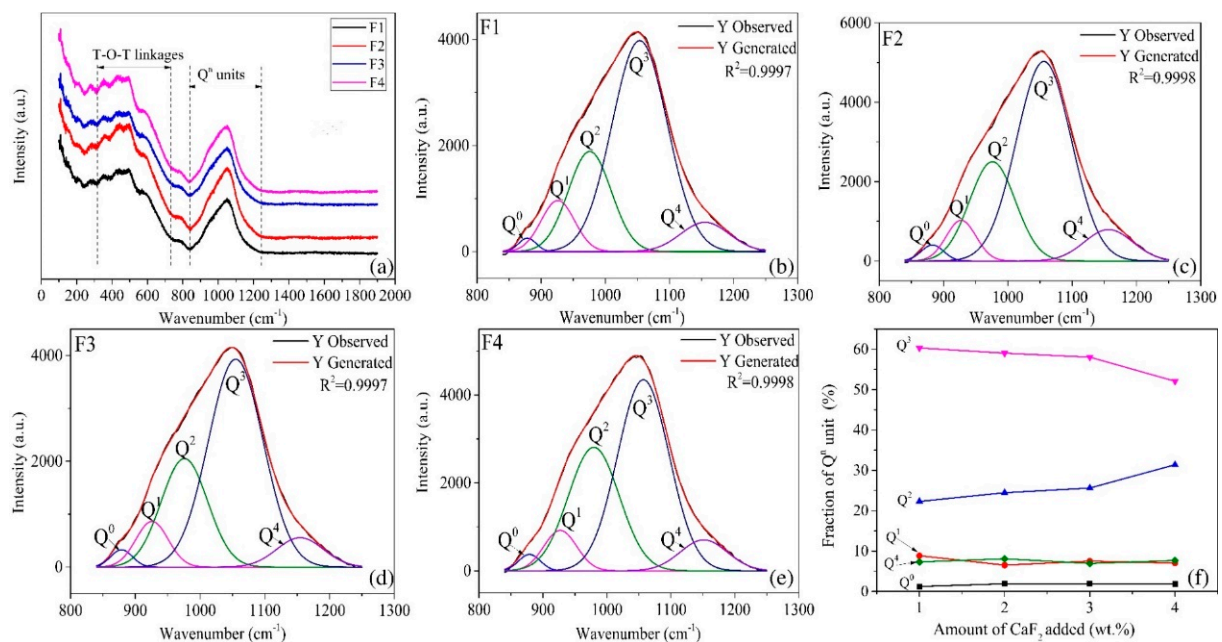 F1
F2
F3
F4
T-O-T linkages
Qⁿ units
Intensity (a.u.)
(a)
0 200 400 600 800 1000 1200 1400 1600 1800 2000
Wavenumber (cm⁻¹)
F1
Y Observed
Y Generated
R²=0.9997
4000
2000
0
Intensity (a.u.)
Q⁰
Q¹
Q²
Q³
Q⁴
(b)
800 900 1000 1100 1200 1300
Wavenumber (cm⁻¹)
F2
Y Observed
Y Generated
R²=0.9998
6000
4000
2000
0
Intensity (a.u.)
Q⁰
Q¹
Q²
Q³
Q⁴
(c)
800 900 1000 1100 1200 1300
Wavenumber (cm⁻¹)
F3
Y Observed
Y Generated
R²=0.9997
4000
2000
0
Intensity (a.u.)
Q⁰
Q¹
Q²
Q³
Q⁴
(d)
800 900 1000 1100 1200 1300
Wavenumber (cm⁻¹)
F4
Y Observed
Y Generated
R²=0.9998
4000
2000
0
Intensity (a.u.)
Q⁰
Q¹
Q²
Q³
Q⁴
(e)
800 900 1000 1100 1200 1300
Wavenumber (cm⁻¹)
60
50
40
30
20
10
0
Fraction of Qⁿ unit (%)
Q³
Q²
Q¹
Q⁴
Q⁰
(f)
1 2 3 4
Amount of CaF₂ added (wt.%)